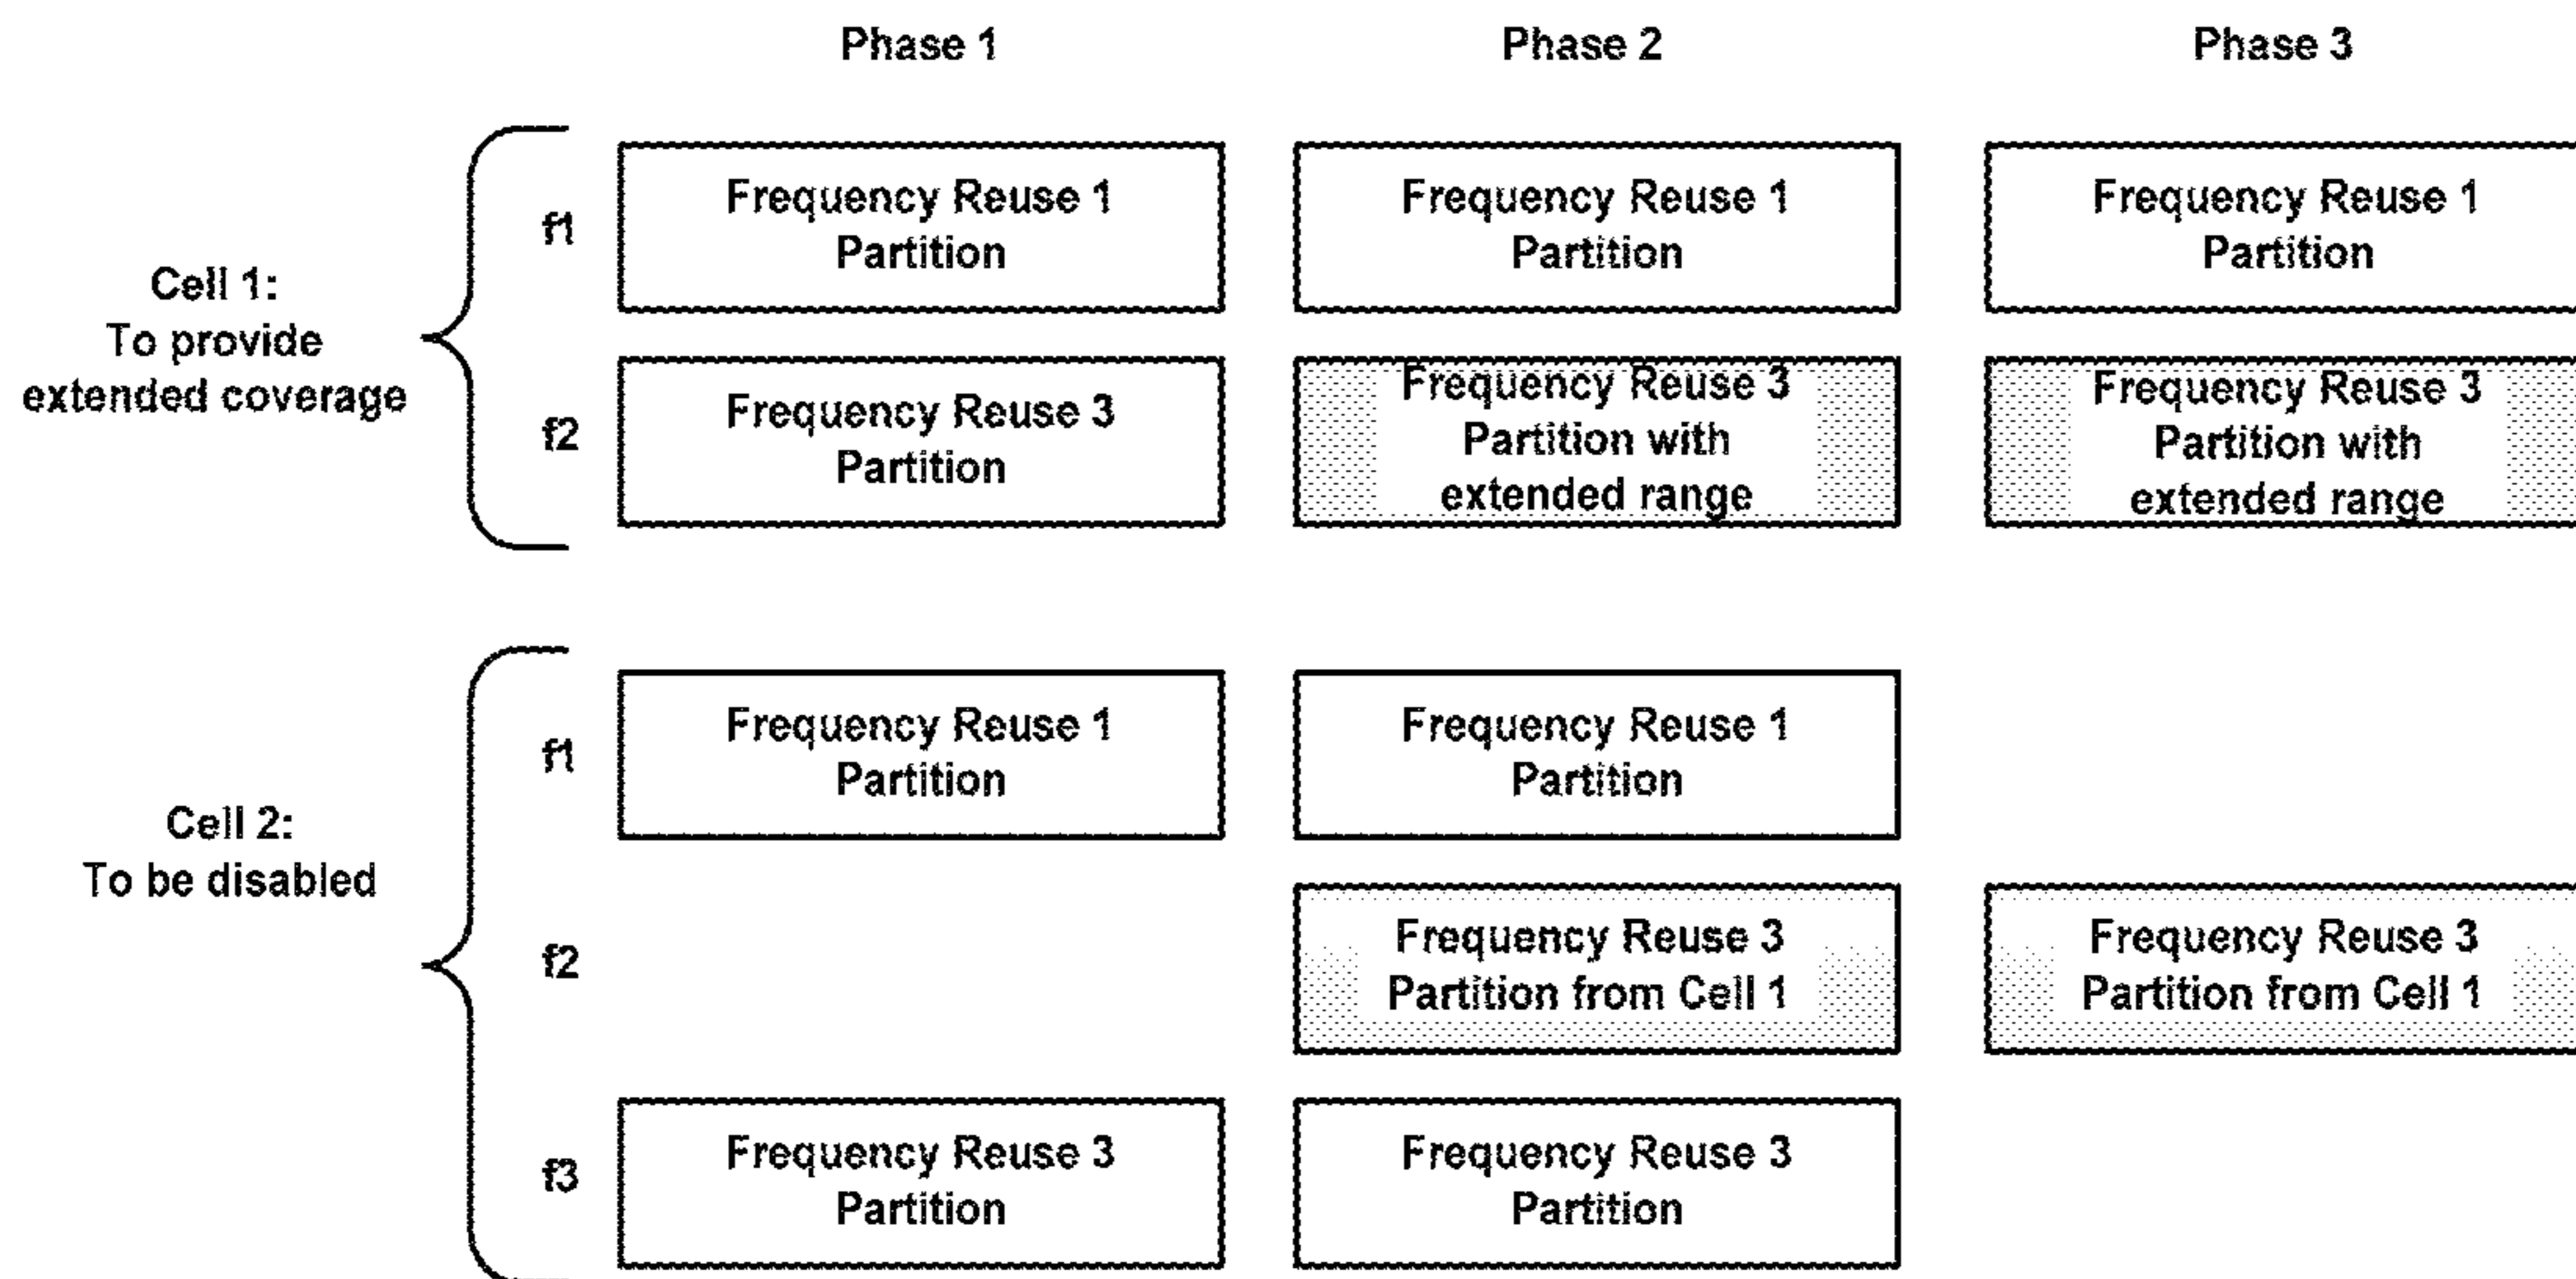 Phase 1 Phase 2 Phase 3
Cell 1:
To provide
extended coverage
f1
Frequency Reuse 1
Partition
Frequency Reuse 1
Partition
Frequency Reuse 1
Partition
f2
Frequency Reuse 3
Partition
Frequency Reuse 3
Partition with
extended range
Frequency Reuse 3
Partition with
extended range
Cell 2:
To be disabled
f1
Frequency Reuse 1
Partition
Frequency Reuse 1
Partition
f2
Frequency Reuse 3
Partition from Cell 1
Frequency Reuse 3
Partition from Cell 1
f3
Frequency Reuse 3
Partition
Frequency Reuse 3
Partition